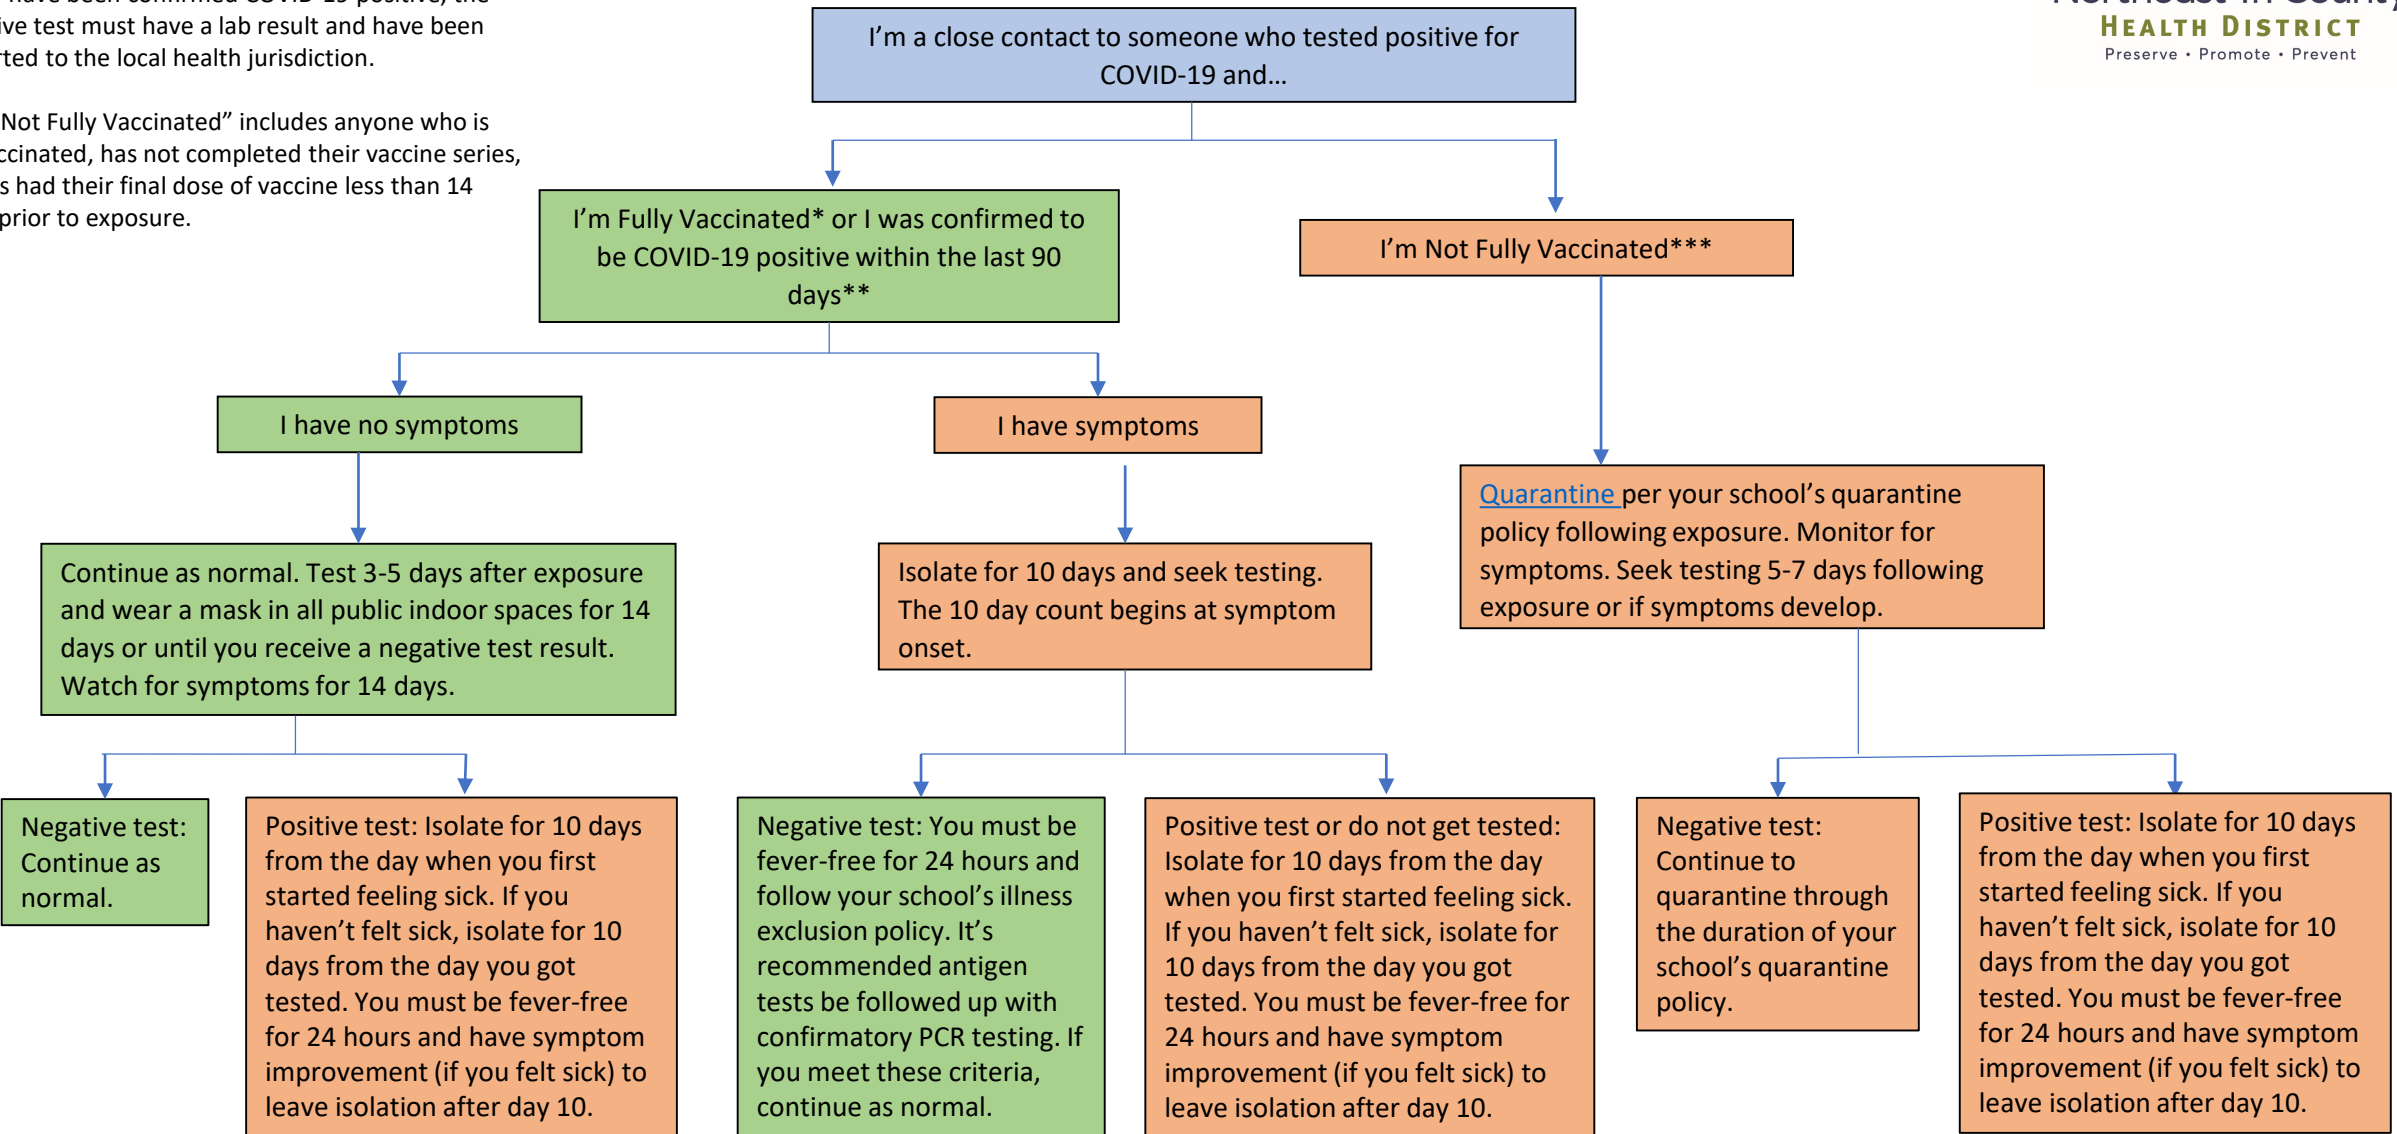 have been confirmed COVID-19 positive, the
ive test must have a lab result and have been
rted to the local health jurisdiction.
Not Fully Vaccinated” includes anyone who is
ccinated, has not completed their vaccine series,
s had their final dose of vaccine less than 14
prior to exposure.
HEALTH DISTRICT
Preserve • Promote • Prevent
I’m a close contact to someone who tested positive for
COVID-19 and…
I’m Fully Vaccinated* or I was confirmed to
be COVID-19 positive within the last 90
days**
I’m Not Fully Vaccinated***
I have no symptoms
I have symptoms
Continue as normal. Test 3-5 days after exposure
and wear a mask in all public indoor spaces for 14
days or until you receive a negative test result.
Watch for symptoms for 14 days.
Isolate for 10 days and seek testing.
The 10 day count begins at symptom
onset.
Quarantine per your school’s quarantine
policy following exposure. Monitor for
symptoms. Seek testing 5-7 days following
exposure or if symptoms develop.
Negative test:
Continue as
normal.
Positive test: Isolate for 10 days
from the day when you first
started feeling sick. If you
haven’t felt sick, isolate for 10
days from the day you got
tested. You must be fever-free
for 24 hours and have symptom
improvement (if you felt sick) to
leave isolation after day 10.
Negative test: You must be
fever-free for 24 hours and
follow your school’s illness
exclusion policy. It’s
recommended antigen
tests be followed up with
confirmatory PCR testing. If
you meet these criteria,
continue as normal.
Positive test or do not get tested:
Isolate for 10 days from the day
when you first started feeling sick.
If you haven’t felt sick, isolate for
10 days from the day you got
tested. You must be fever-free for
24 hours and have symptom
improvement (if you felt sick) to
leave isolation after day 10.
Negative test:
Continue to
quarantine through
the duration of your
school’s quarantine
policy.
Positive test: Isolate for 10 days
from the day when you first
started feeling sick. If you
haven’t felt sick, isolate for 10
days from the day you got
tested. You must be fever-free
for 24 hours and have symptom
improvement (if you felt sick) to
leave isolation after day 10.